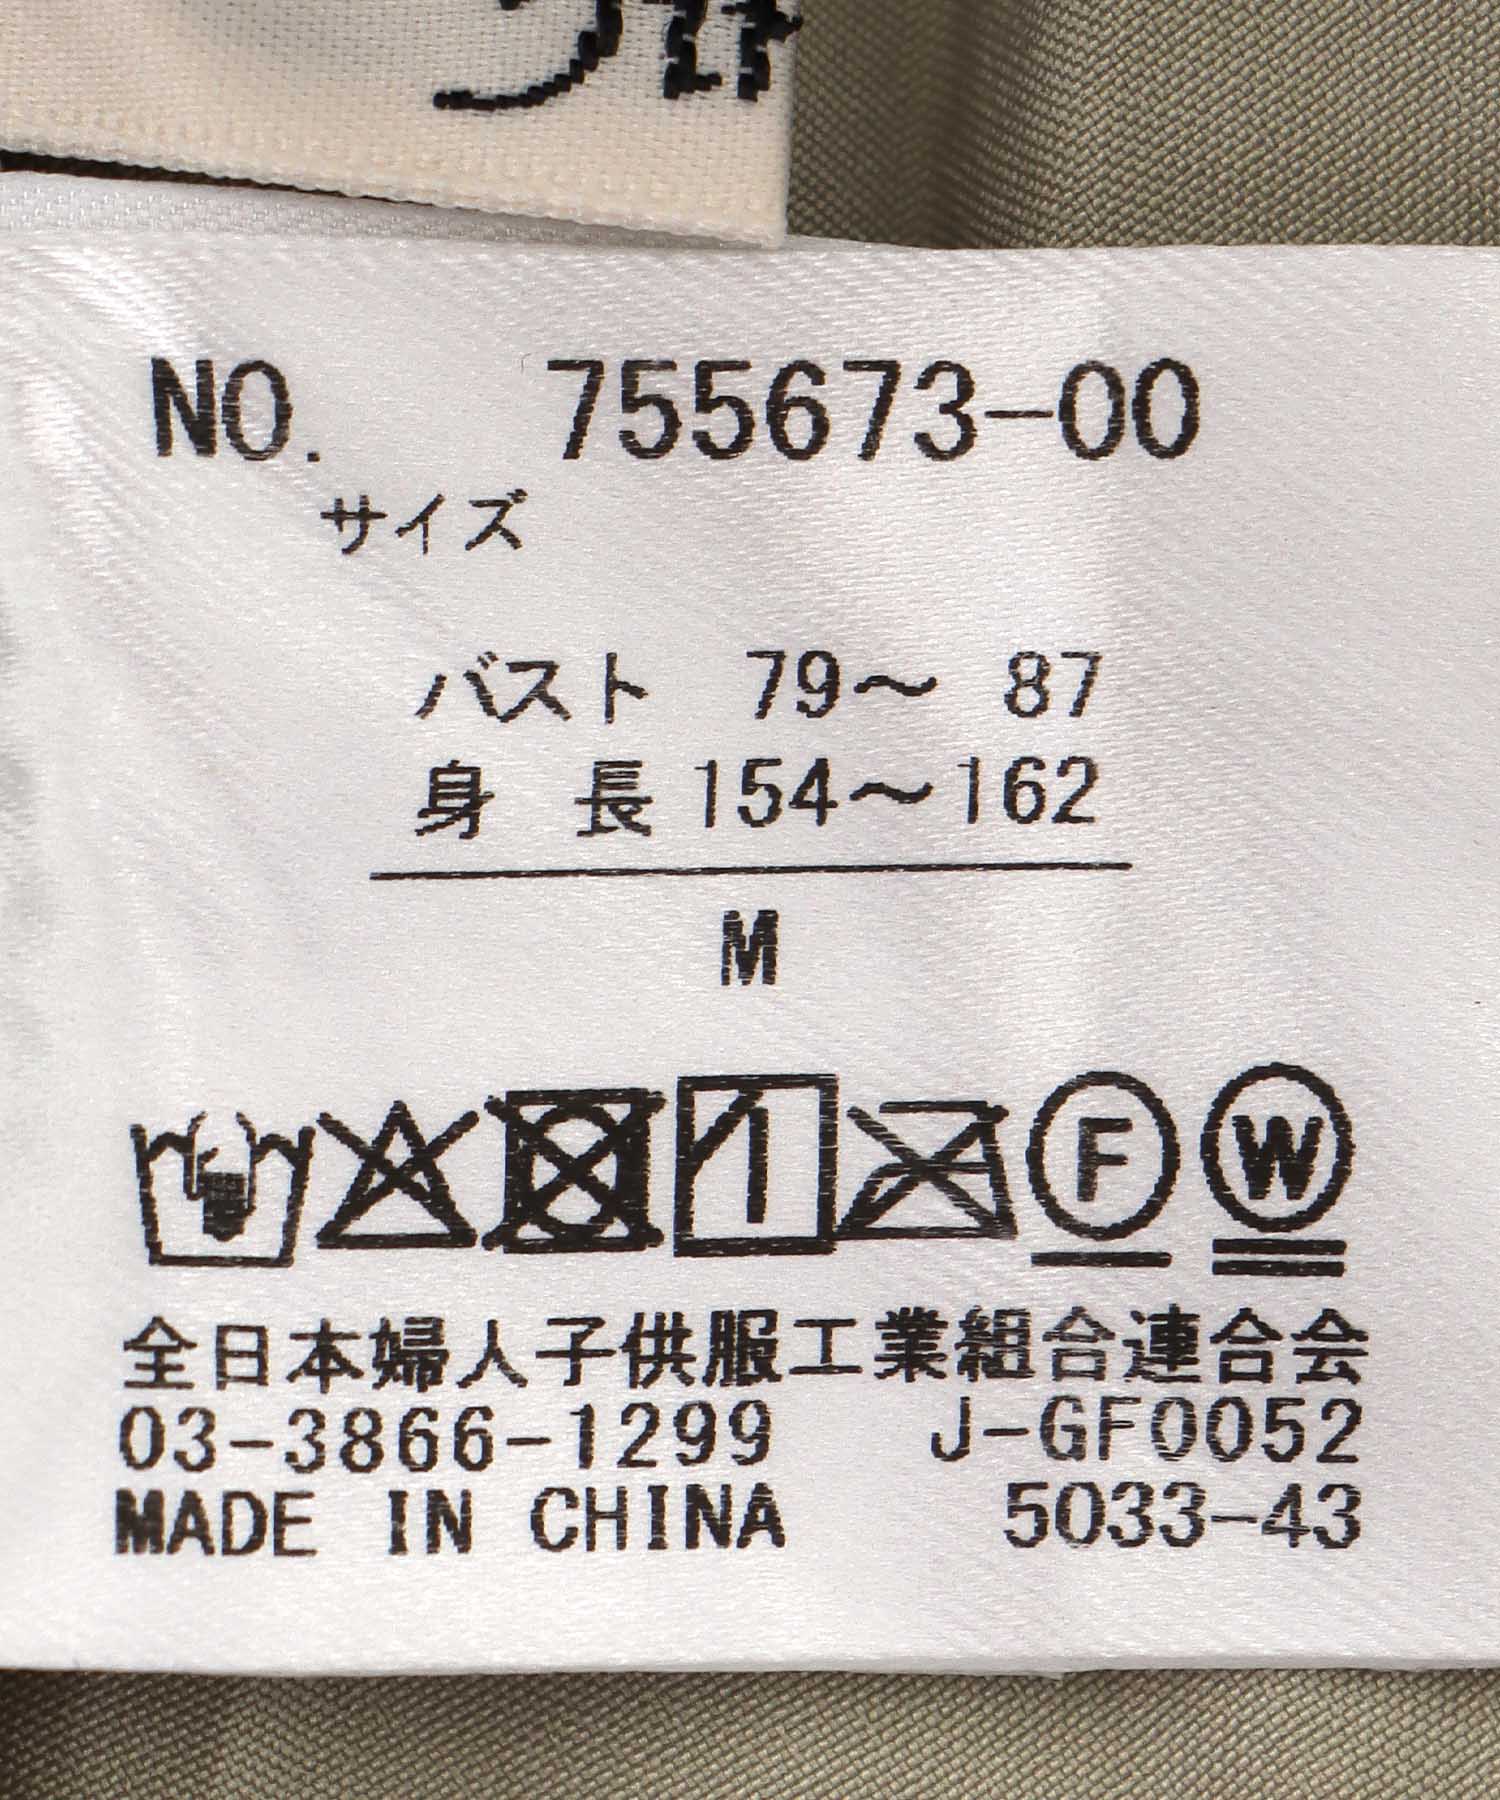 NO. 755673-00
サイズ
バスト 79～ 87
身 長 154～162
M
F W
全日本婦人子供服工業組合連合会
03-3866-1299 J-GF0052
MADE IN CHINA 5033-43